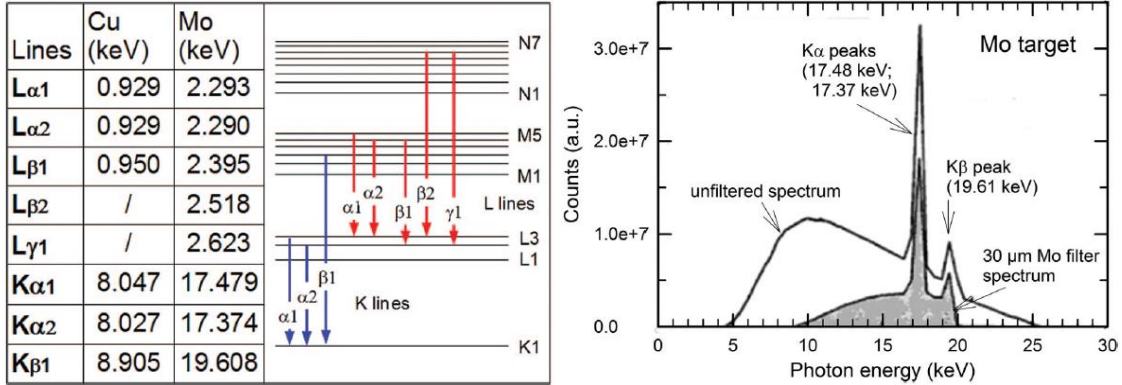 Lines Cu (keV) Mo (keV)
Lα1 0.929 2.293
Lα2 0.929 2.290
Lβ1 0.950 2.395
Lβ2 / 2.518
Lγ1 / 2.623
Kα1 8.047 17.479
Kα2 8.027 17.374
Kβ1 8.905 19.608
N7
N1
M5
M1
α1 α2 β1 β2 γ1
L lines
L3
L1
α1 α2 β1
K lines
K1
Mo target
Kα peaks
(17.48 keV;
17.37 keV)
Kβ peak
(19.61 keV)
unfiltered spectrum
30 μm Mo filter
spectrum
Counts (a.u.)
3.0e+7
2.0e+7
1.0e+7
0.0
0 5 10 15 20 25 30
Photon energy (keV)